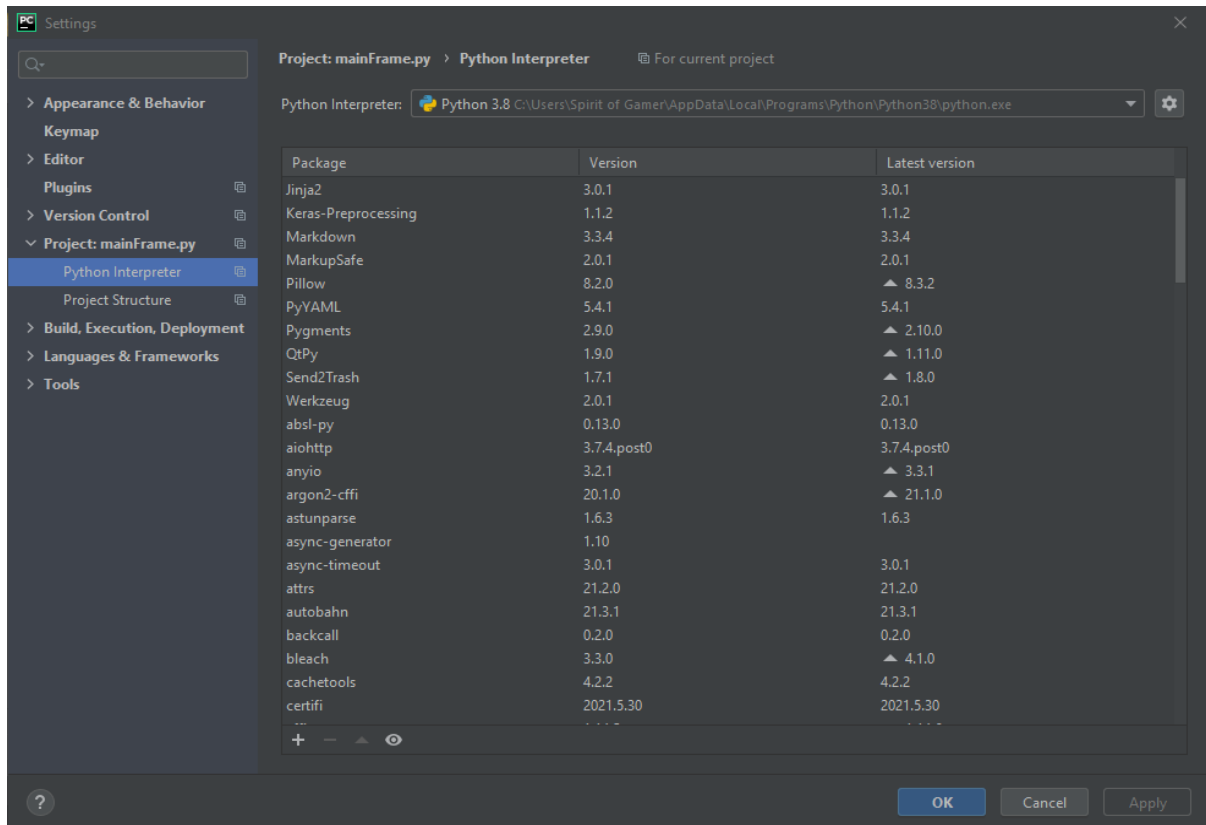 PC Settings
Project: mainFrame.py > Python Interpreter For current project
Appearance & Behavior
Keymap
Editor
Plugins
Version Control
Project: mainFrame.py
Python Interpreter
Project Structure
Build, Execution, Deployment
Languages & Frameworks
Tools
Python Interpreter: Python 3.8 C:\Users\Spirit of Gamer\AppData\Local\Programs\Python\Python38\python.exe
Package Version Latest version
Jinja2 3.0.1 3.0.1
Keras-Preprocessing 1.1.2 1.1.2
Markdown 3.3.4 3.3.4
MarkupSafe 2.0.1 2.0.1
Pillow 8.2.0 8.3.2
PyYAML 5.4.1 5.4.1
Pygments 2.9.0 2.10.0
QtPy 1.9.0 1.11.0
Send2Trash 1.7.1 1.8.0
Werkzeug 2.0.1 2.0.1
absl-py 0.13.0 0.13.0
aiohttp 3.7.4.post0 3.7.4.post0
anyio 3.2.1 3.3.1
argon2-cffi 20.1.0 21.1.0
astunparse 1.6.3 1.6.3
async-generator 1.10
async-timeout 3.0.1 3.0.1
attrs 21.2.0 21.2.0
autobahn 21.3.1 21.3.1
backcall 0.2.0 0.2.0
bleach 3.3.0 4.1.0
cachetools 4.2.2 4.2.2
certifi 2021.5.30 2021.5.30
?
OK Cancel Apply